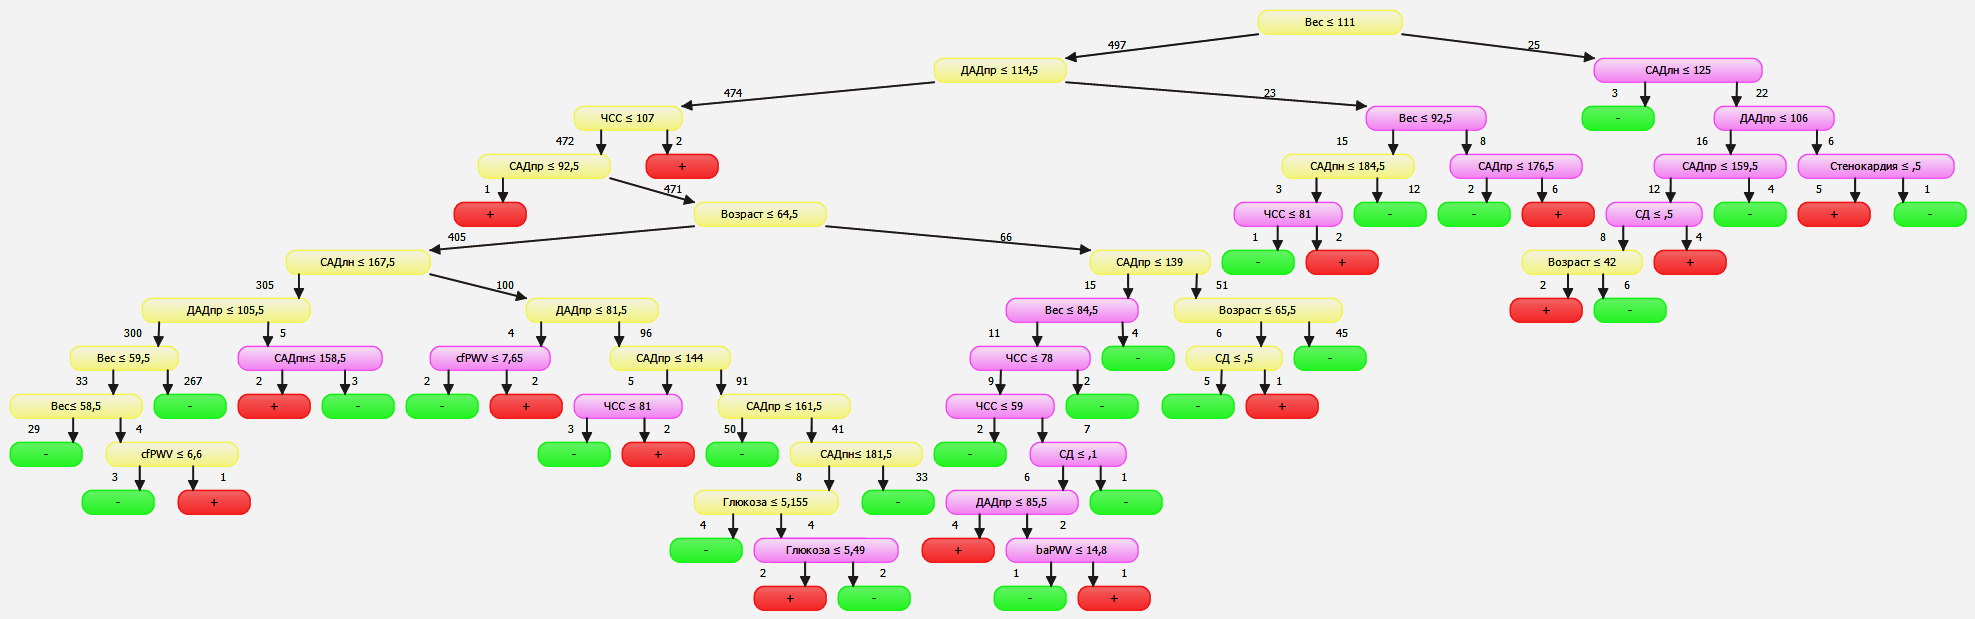 Вес ≤ 111
497 25
ДАДпр ≤ 114,5 САДлн ≤ 125
474 23 3 22
ЧСС ≤ 107 Вес ≤ 92,5 - ДАДпр ≤ 106
472 2 15 8 16 6
САДпр ≤ 92,5 + САДпн ≤ 184,5 САДпр ≤ 176,5 САДпр ≤ 159,5 Стенокардия ≤ ,5
1 471 3 12 2 6 12 4 5 1
+ Возраст ≤ 64,5 ЧСС ≤ 81 - - + СД ≤ ,5 - + -
405 66 1 2 8 4
САДлн ≤ 167,5 САДпр ≤ 139 - + Возраст ≤ 42 +
305 100 15 51 2 6
ДАДпр ≤ 105,5 ДАДпр ≤ 81,5 Вес ≤ 84,5 Возраст ≤ 65,5 + -
300 5 4 96 11 4 6 45
Вес ≤ 59,5 САДпн≤ 158,5 cfPWV ≤ 7,65 САДпр ≤ 144 ЧСС ≤ 78 - СД ≤ ,5 -
33 267 2 3 2 2 5 91 9 2 5 1
Вес≤ 58,5 - + - - + ЧСС ≤ 81 САДпр ≤ 161,5 ЧСС ≤ 59 - - +
29 4 3 2 50 41 2 7
- cfPWV ≤ 6,6 - + - САДпн≤ 181,5 - СД ≤ ,1
3 1 8 33 6 1
- + Глюкоза ≤ 5,155 - ДАДпр ≤ 85,5 -
4 4 4 2
- Глюкоза ≤ 5,49 + baPWV ≤ 14,8
2 2 1 1
+ - - +